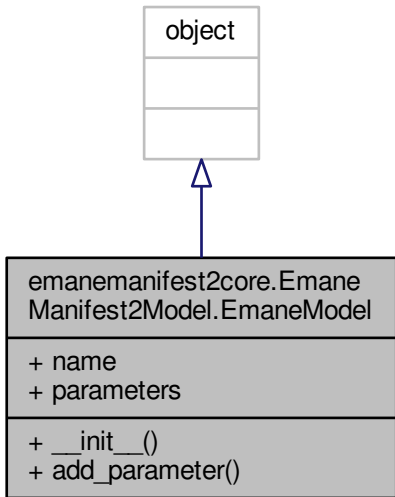 object
emanemanifest2core.Emane
Manifest2Model.EmaneModel
+ name
+ parameters
+ __init__()
+ add_parameter()